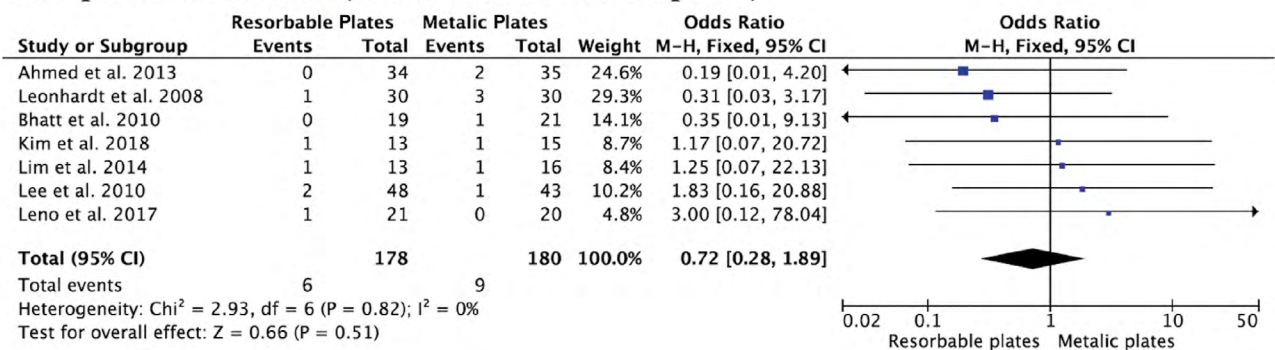 Resorbable Plates Metalic Plates Odds Ratio Odds Ratio
Study or Subgroup Events Total Events Total Weight M-H, Fixed, 95% CI M-H, Fixed, 95% CI
Ahmed et al. 2013 0 34 2 35 24.6% 0.19 [0.01, 4.20]
Leonhardt et al. 2008 1 30 3 30 29.3% 0.31 [0.03, 3.17]
Bhatt et al. 2010 0 19 1 21 14.1% 0.35 [0.01, 9.13]
Kim et al. 2018 1 13 1 15 8.7% 1.17 [0.07, 20.72]
Lim et al. 2014 1 13 1 16 8.4% 1.25 [0.07, 22.13]
Lee et al. 2010 2 48 1 43 10.2% 1.83 [0.16, 20.88]
Leno et al. 2017 1 21 0 20 4.8% 3.00 [0.12, 78.04]
Total (95% CI) 178 180 100.0% 0.72 [0.28, 1.89]
Total events 6 9
Heterogeneity: Chi² = 2.93, df = 6 (P = 0.82); I² = 0%
Test for overall effect: Z = 0.66 (P = 0.51)
0.02 0.1 1 10 50
Resorbable plates Metalic plates